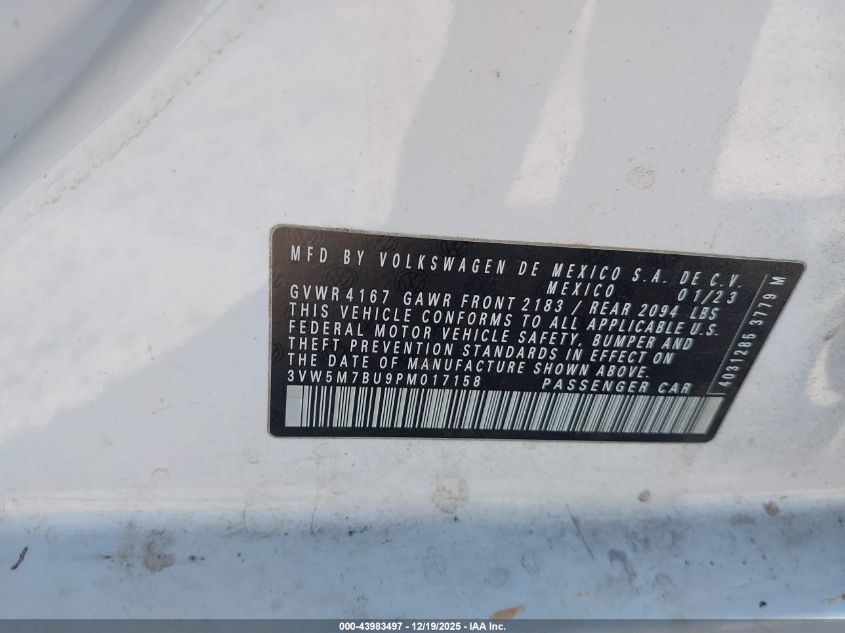 MFD BY VOLKSWAGEN DE MEXICO S.A. DE C.V.
MEXICO 01/23
GVWR 4167 GAWR FRONT 2183 / REAR 2094 LBS
THIS VEHICLE CONFORMS TO ALL APPLICABLE U.S.
FEDERAL MOTOR VEHICLE SAFETY, BUMPER AND
THEFT PREVENTION STANDARDS IN EFFECT ON
THE DATE OF MANUFACTURE SHOWN ABOVE.
3VW5M7BU9PM017158 PASSENGER CAR
4031285 3779 M
000-43983497 - 12/19/2025 - IAA Inc.